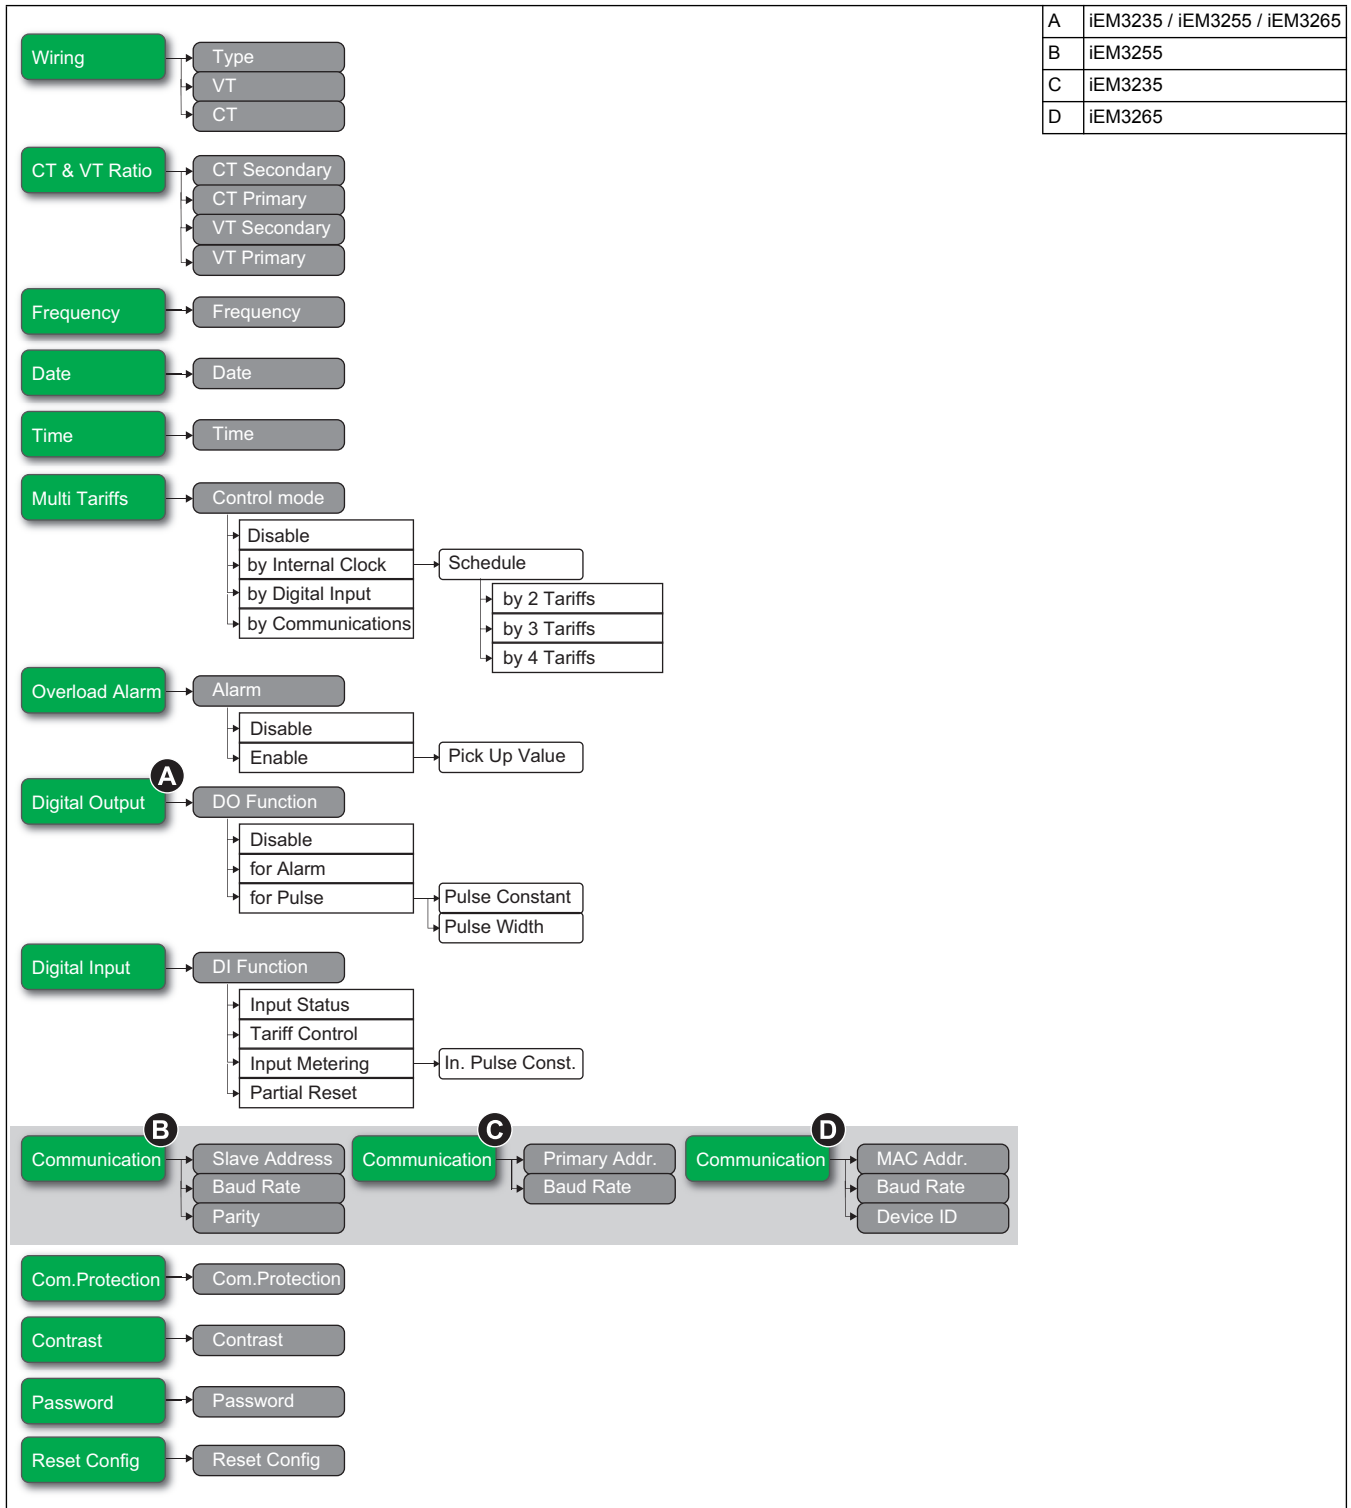 A iEM3235 / iEM3255 / iEM3265
B iEM3255
C iEM3235
D iEM3265
Wiring
Type
VT
CT
CT & VT Ratio
CT Secondary
CT Primary
VT Secondary
VT Primary
Frequency
Frequency
Date
Date
Time
Time
Multi Tariffs
Control mode
Disable
by Internal Clock
by Digital Input
by Communications
Schedule
by 2 Tariffs
by 3 Tariffs
by 4 Tariffs
Overload Alarm
Alarm
Disable
Enable
Pick Up Value
A
Digital Output
DO Function
Disable
for Alarm
for Pulse
Pulse Constant
Pulse Width
Digital Input
DI Function
Input Status
Tariff Control
Input Metering
Partial Reset
In. Pulse Const.
B
Communication
Slave Address
Baud Rate
Parity
C
Communication
Primary Addr.
Baud Rate
D
Communication
MAC Addr.
Baud Rate
Device ID
Com.Protection
Com.Protection
Contrast
Contrast
Password
Password
Reset Config
Reset Config